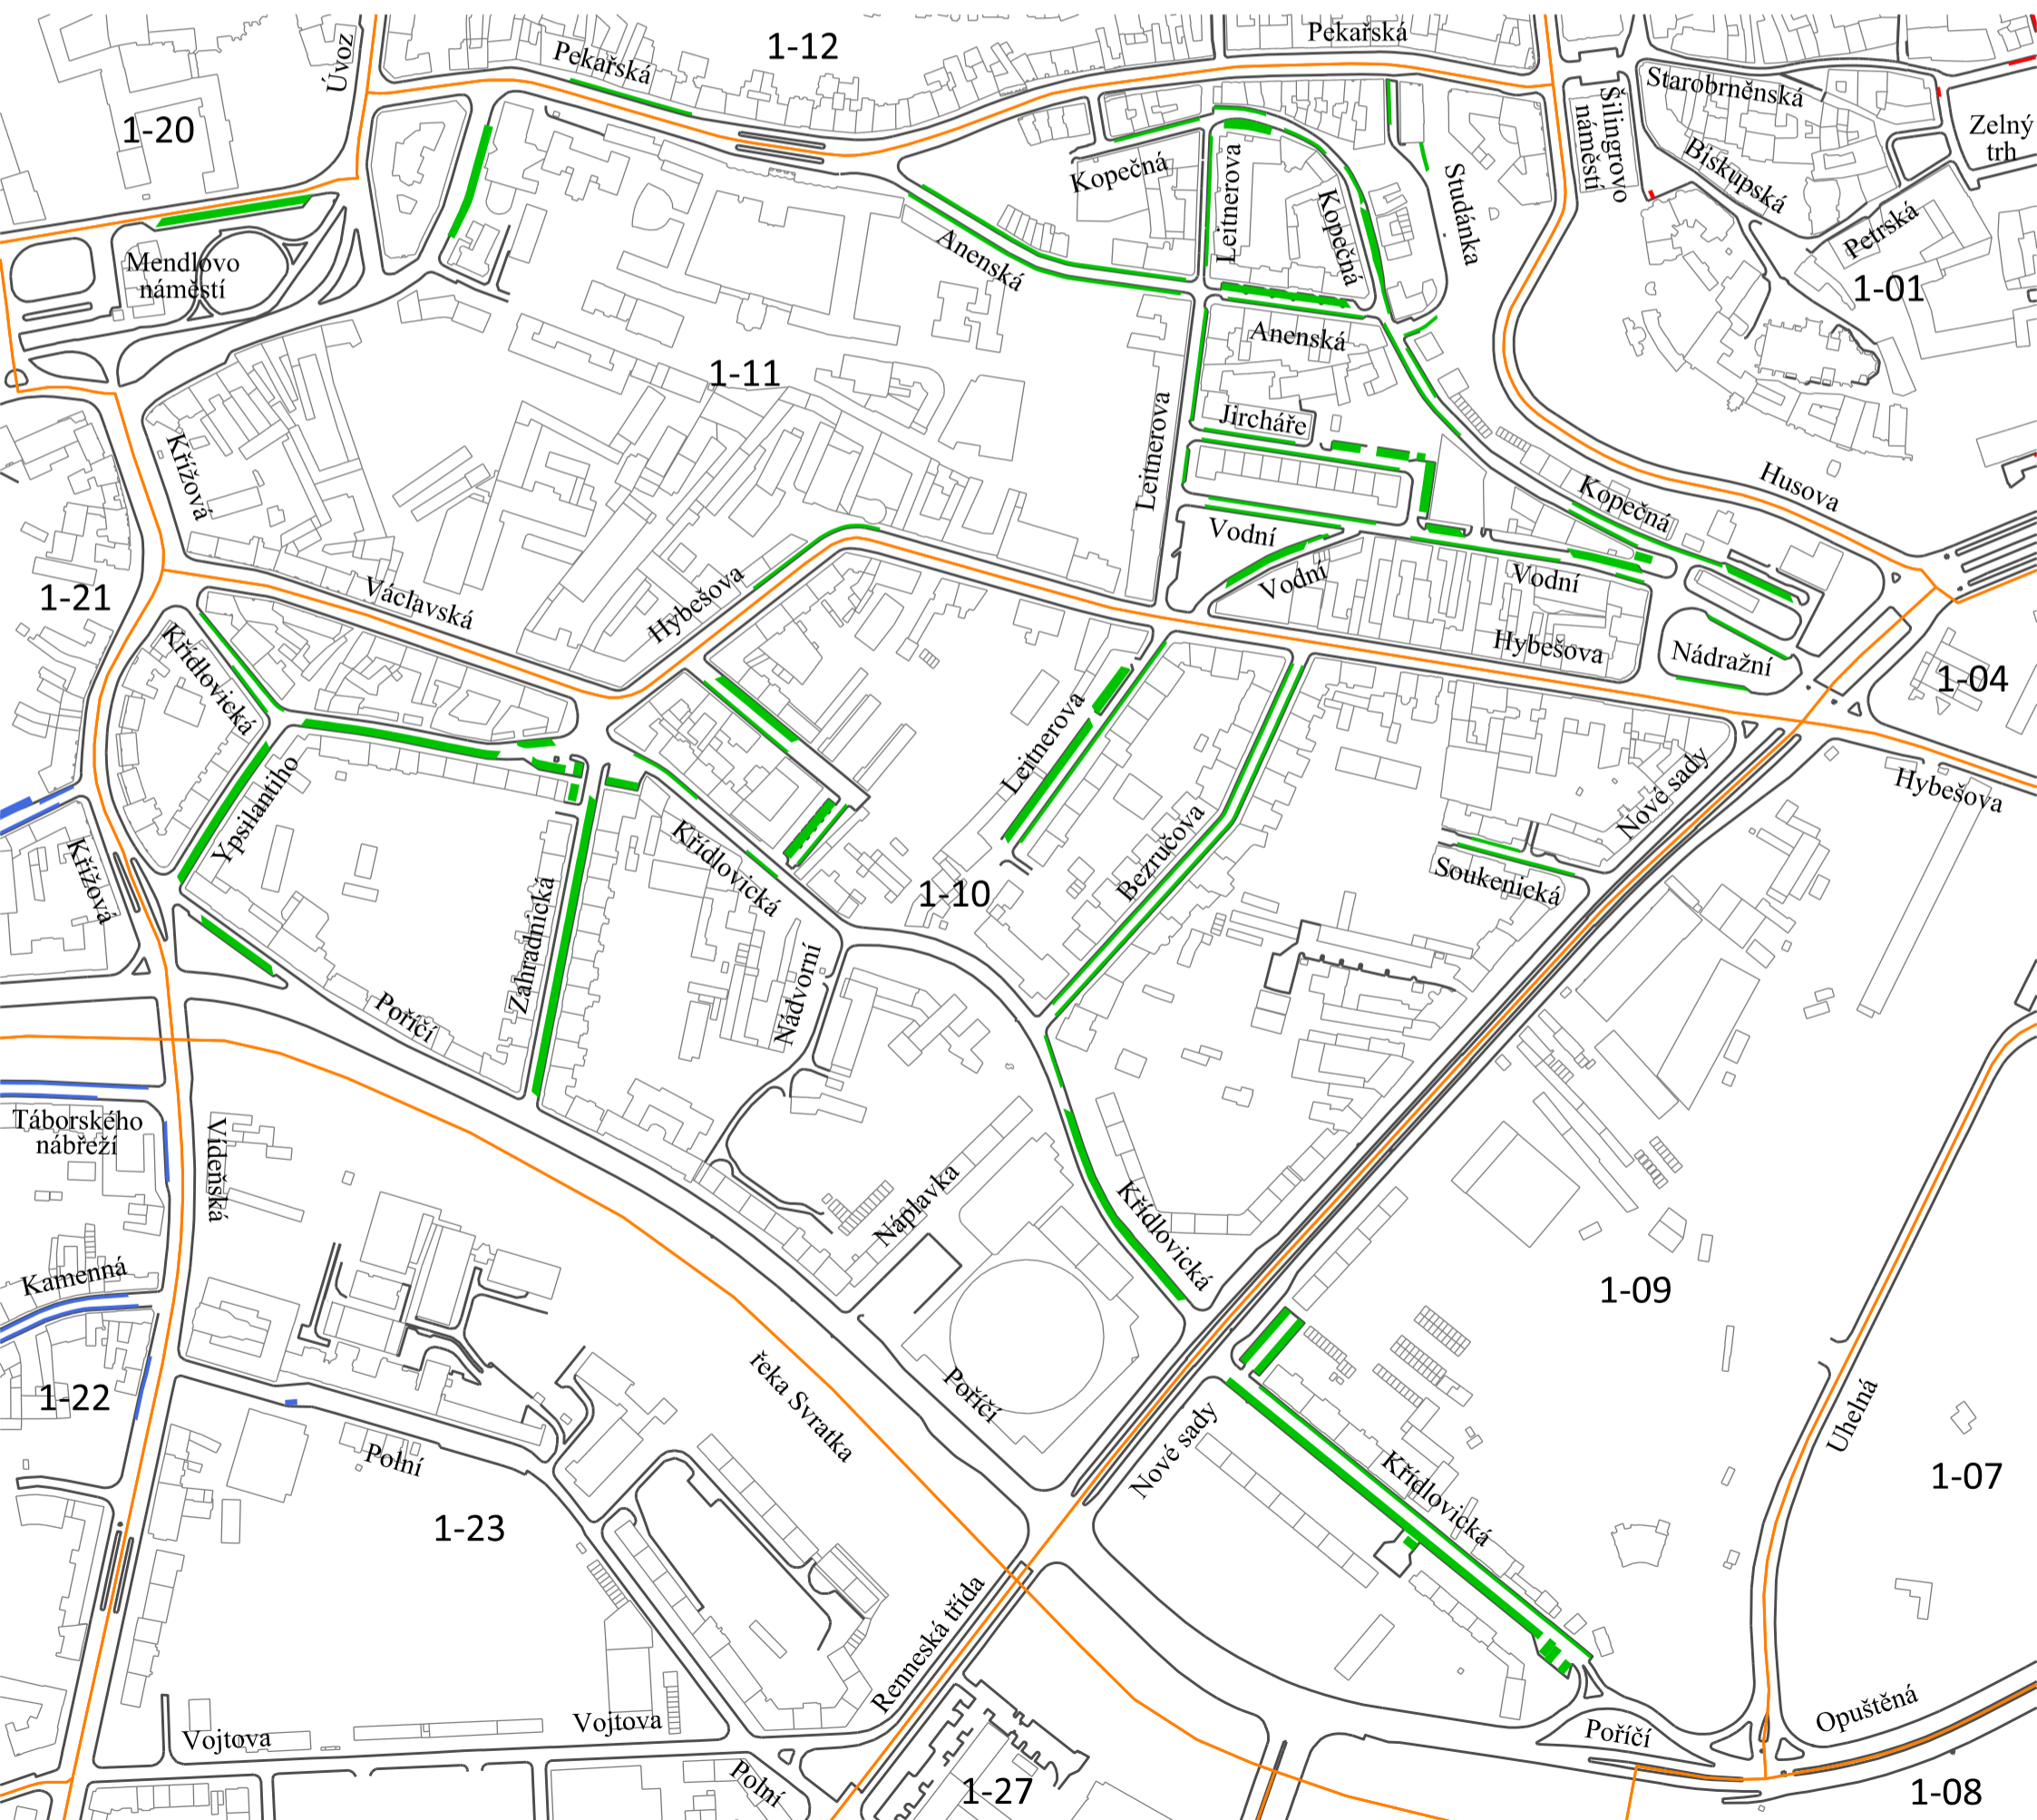 Pekařská
1-12
Pekařská
Úvoz
1-20
Starobrněnská
Šilingrovo
náměstí
Zelný
trh
Biskupská
Petrská
1-01
Kopečná
Leitnerova
Kopečná
Studánka
Mendlovo
náměstí
Anenská
Anenská
1-11
Jircháře
Leitnerova
Křížová
Husova
Kopečná
Vodní
Vodní
Vodní
1-21
Václavská
Hybešova
Hybešova
Nádražní
1-04
Křídlovická
Leitnerova
Ypsilantiho
Nové sady
Hybešova
Křížová
Křídlovická
Bezručova
Soukenická
1-10
Zahradnická
Nádvorní
Poříčí
Táborského
nábřeží
Vídeňská
Náplavka
Křídlovická
Kamenná
1-09
1-22
řeka Svratka
Poříčí
Nové sady
Křídlovická
Uhelná
1-07
Polní
1-23
Renneská třída
Vojtova
Vojtova
Polní
Opuštěná
Poříčí
1-27
1-08